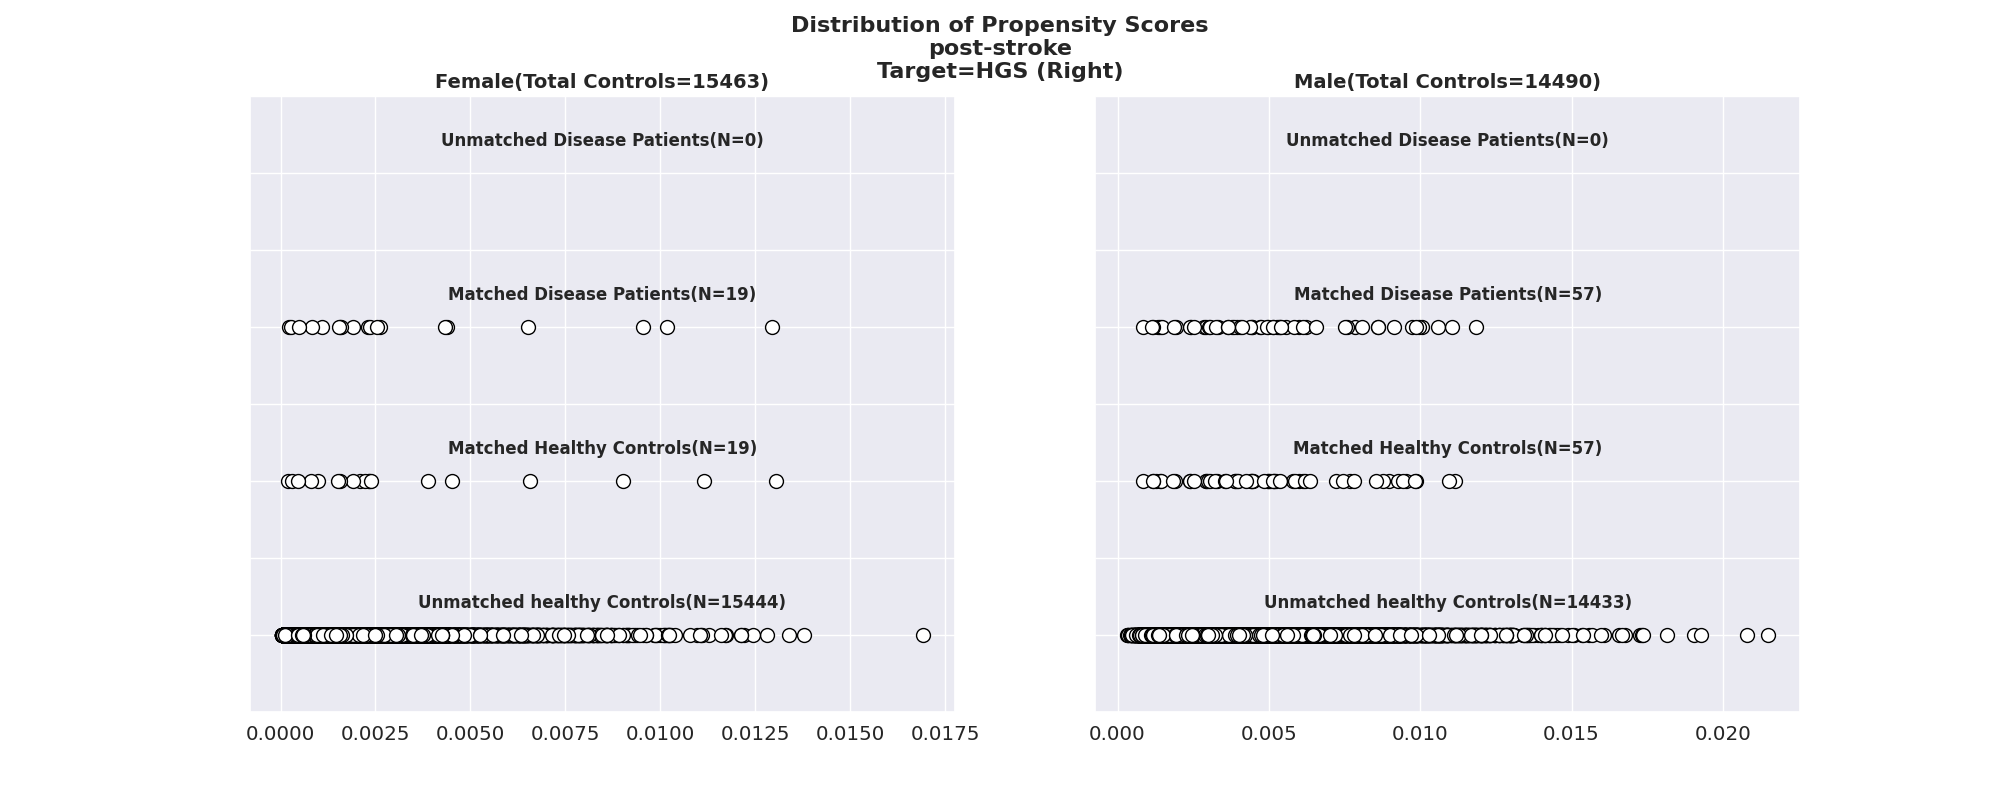 Distribution of Propensity Scores
post-stroke
Target=HGS (Right)
Female(Total Controls=15463)
Unmatched Disease Patients(N=0)
Matched Disease Patients(N=19)
Matched Healthy Controls(N=19)
Unmatched healthy Controls(N=15444)
0.0000 0.0025 0.0050 0.0075 0.0100 0.0125 0.0150 0.0175
Male(Total Controls=14490)
Unmatched Disease Patients(N=0)
Matched Disease Patients(N=57)
Matched Healthy Controls(N=57)
Unmatched healthy Controls(N=14433)
0.000 0.005 0.010 0.015 0.020